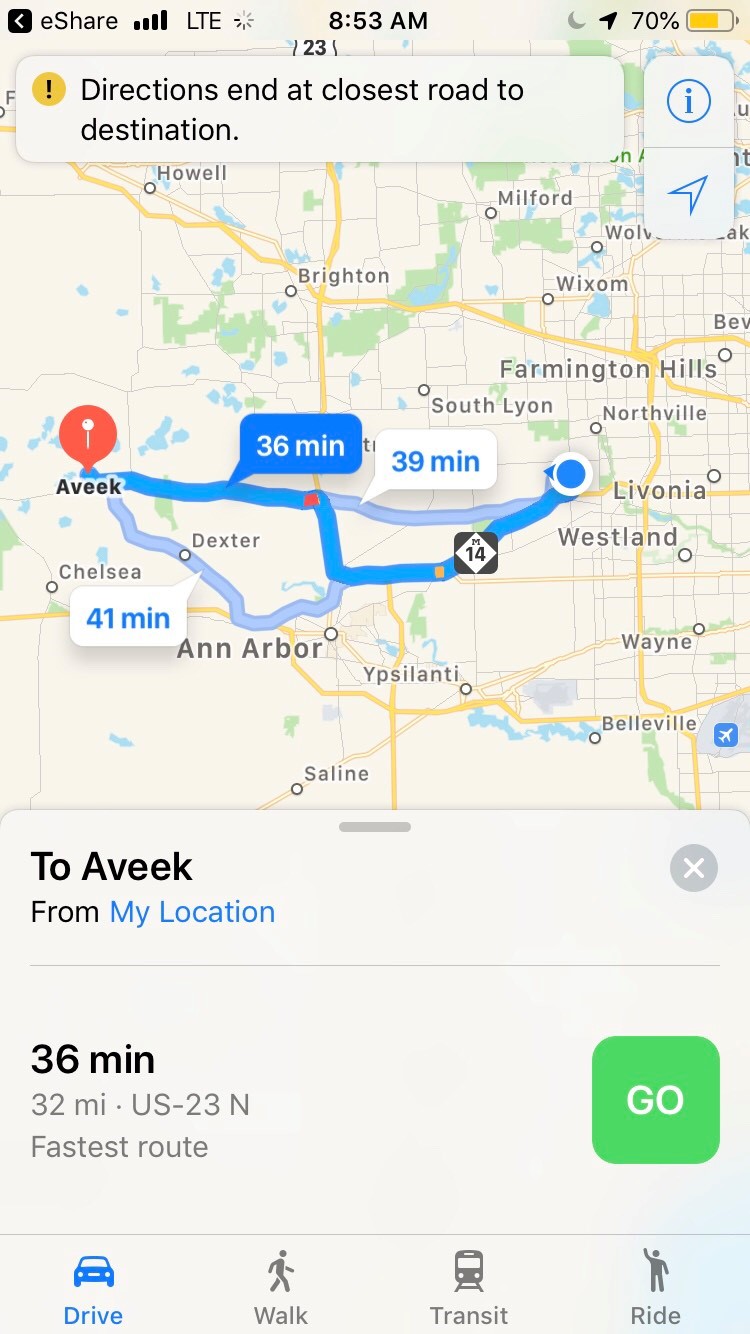 eShare LTE 8:53 AM 70%
23
Directions end at closest road to
destination.
Howell
Milford
Brighton
Wixom
Farmington Hills
South Lyon
Northville
36 min
39 min
Aveek
Livonia
Dexter
M
14
Westland
Chelsea
41 min
Ann Arbor
Wayne
Ypsilanti
Belleville
Saline
To Aveek
From My Location
36 min
32 mi · US-23 N
Fastest route
GO
Drive Walk Transit Ride